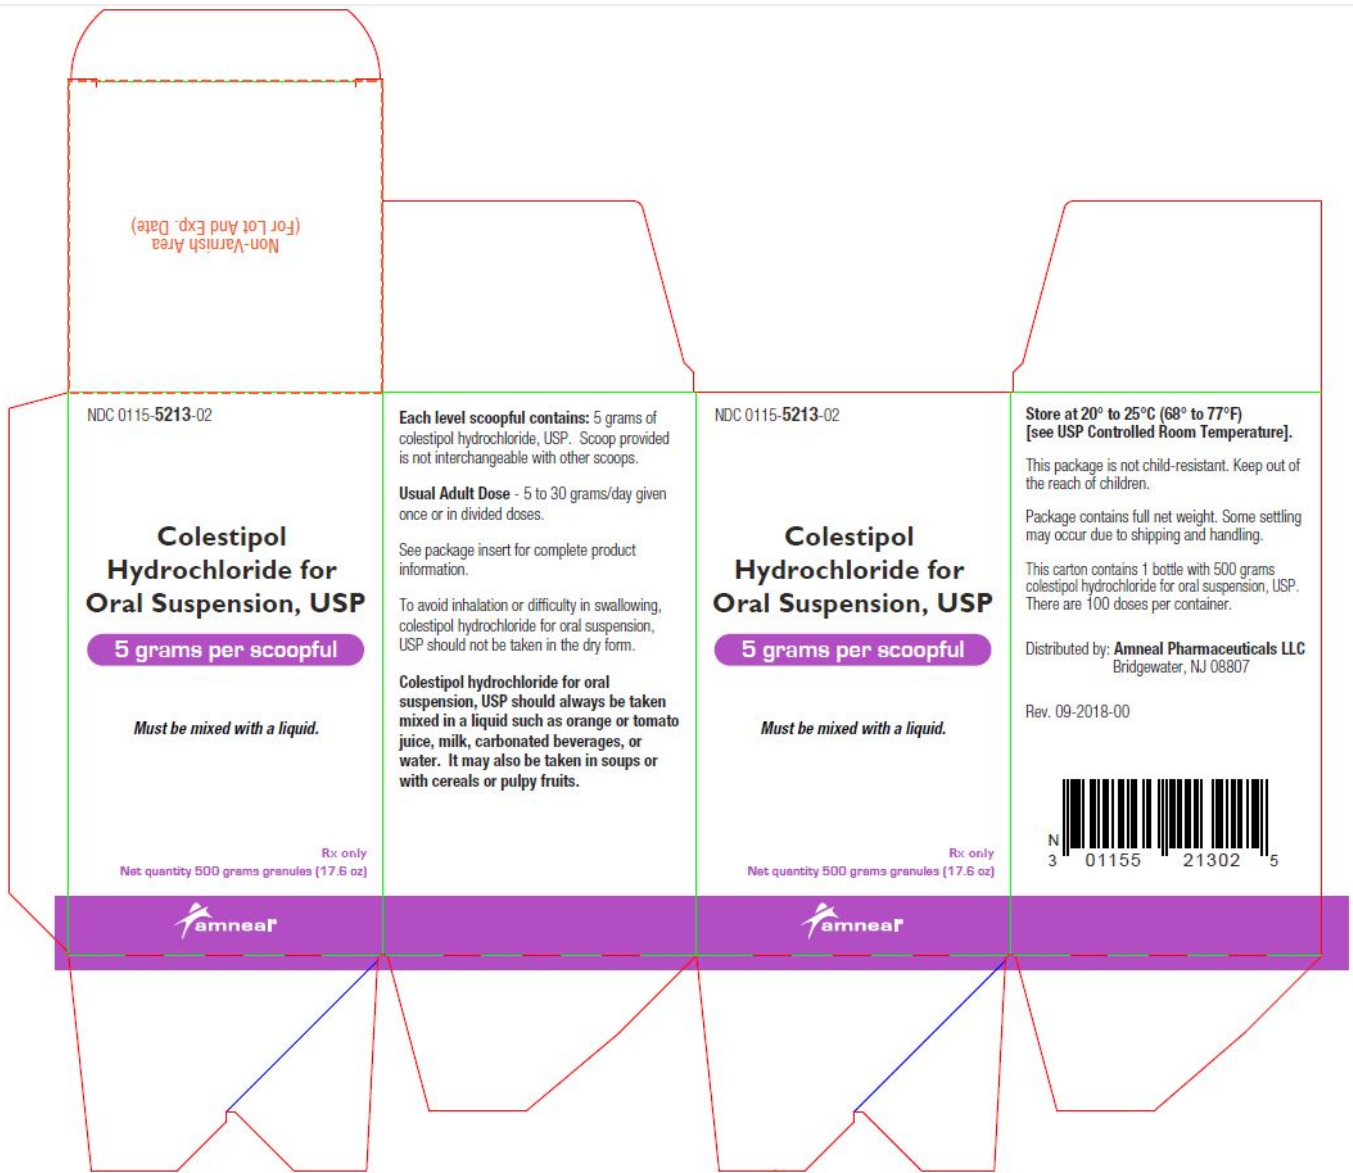 (For Lot And Exp. Date)
Non-Varnish Area
NDC 0115-5213-02
Colestipol
Hydrochloride for
Oral Suspension, USP
5 grams per scoopful
Must be mixed with a liquid.
Rx only
Net quantity 500 grams granules (17.6 oz)
amneal
Each level scoopful contains: 5 grams of
colestipol hydrochloride, USP. Scoop provided
is not interchangeable with other scoops.
Usual Adult Dose - 5 to 30 grams/day given
once or in divided doses.
See package insert for complete product
information.
To avoid inhalation or difficulty in swallowing,
colestipol hydrochloride for oral suspension,
USP should not be taken in the dry form.
Colestipol hydrochloride for oral
suspension, USP should always be taken
mixed in a liquid such as orange or tomato
juice, milk, carbonated beverages, or
water. It may also be taken in soups or
with cereals or pulpy fruits.
NDC 0115-5213-02
Colestipol
Hydrochloride for
Oral Suspension, USP
5 grams per scoopful
Must be mixed with a liquid.
Rx only
Net quantity 500 grams granules (17.6 oz)
amneal
Store at 20° to 25°C (68° to 77°F)
[see USP Controlled Room Temperature].
This package is not child-resistant. Keep out of
the reach of children.
Package contains full net weight. Some settling
may occur due to shipping and handling.
This carton contains 1 bottle with 500 grams
colestipol hydrochloride for oral suspension, USP.
There are 100 doses per container.
Distributed by: Amneal Pharmaceuticals LLC
Bridgewater, NJ 08807
Rev. 09-2018-00
N
3 01155 21302 5